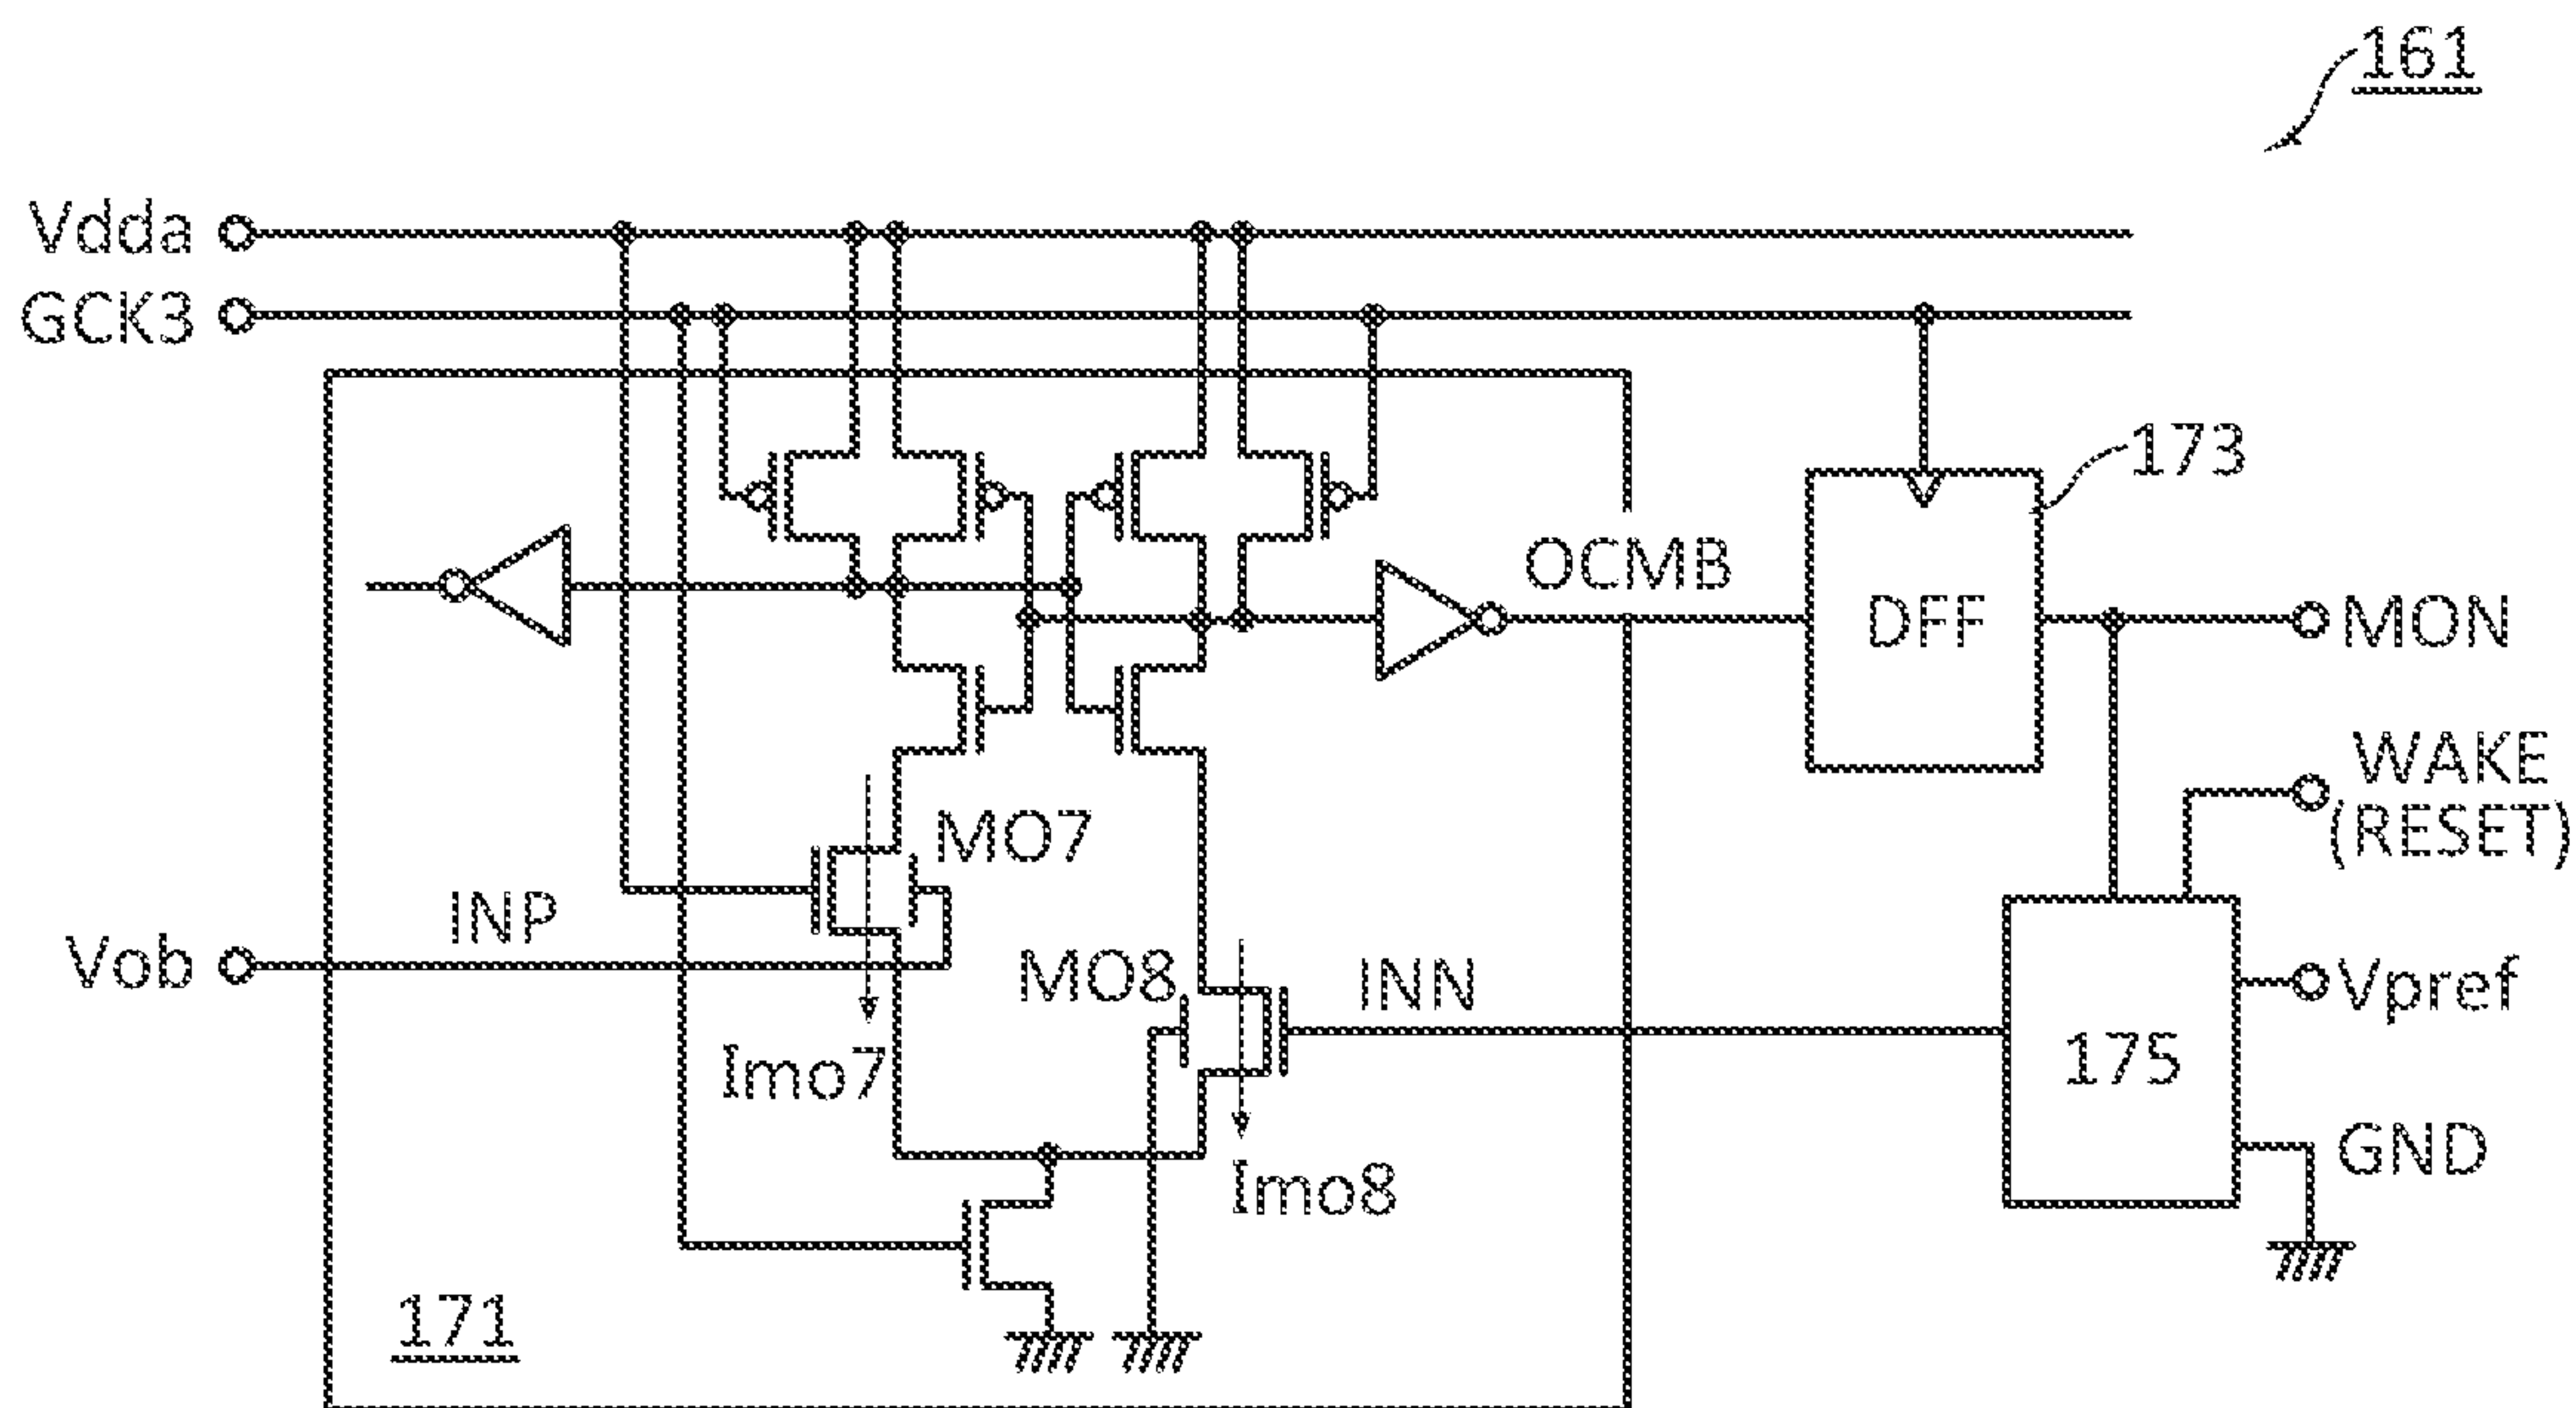 161
Vdda
GCK3
173
OCMB
DFF
MON
WAKE
(RESET)
MO7
INP
Vob
MO8
INN
Vpref
Imo7
175
GND
Imo8
171